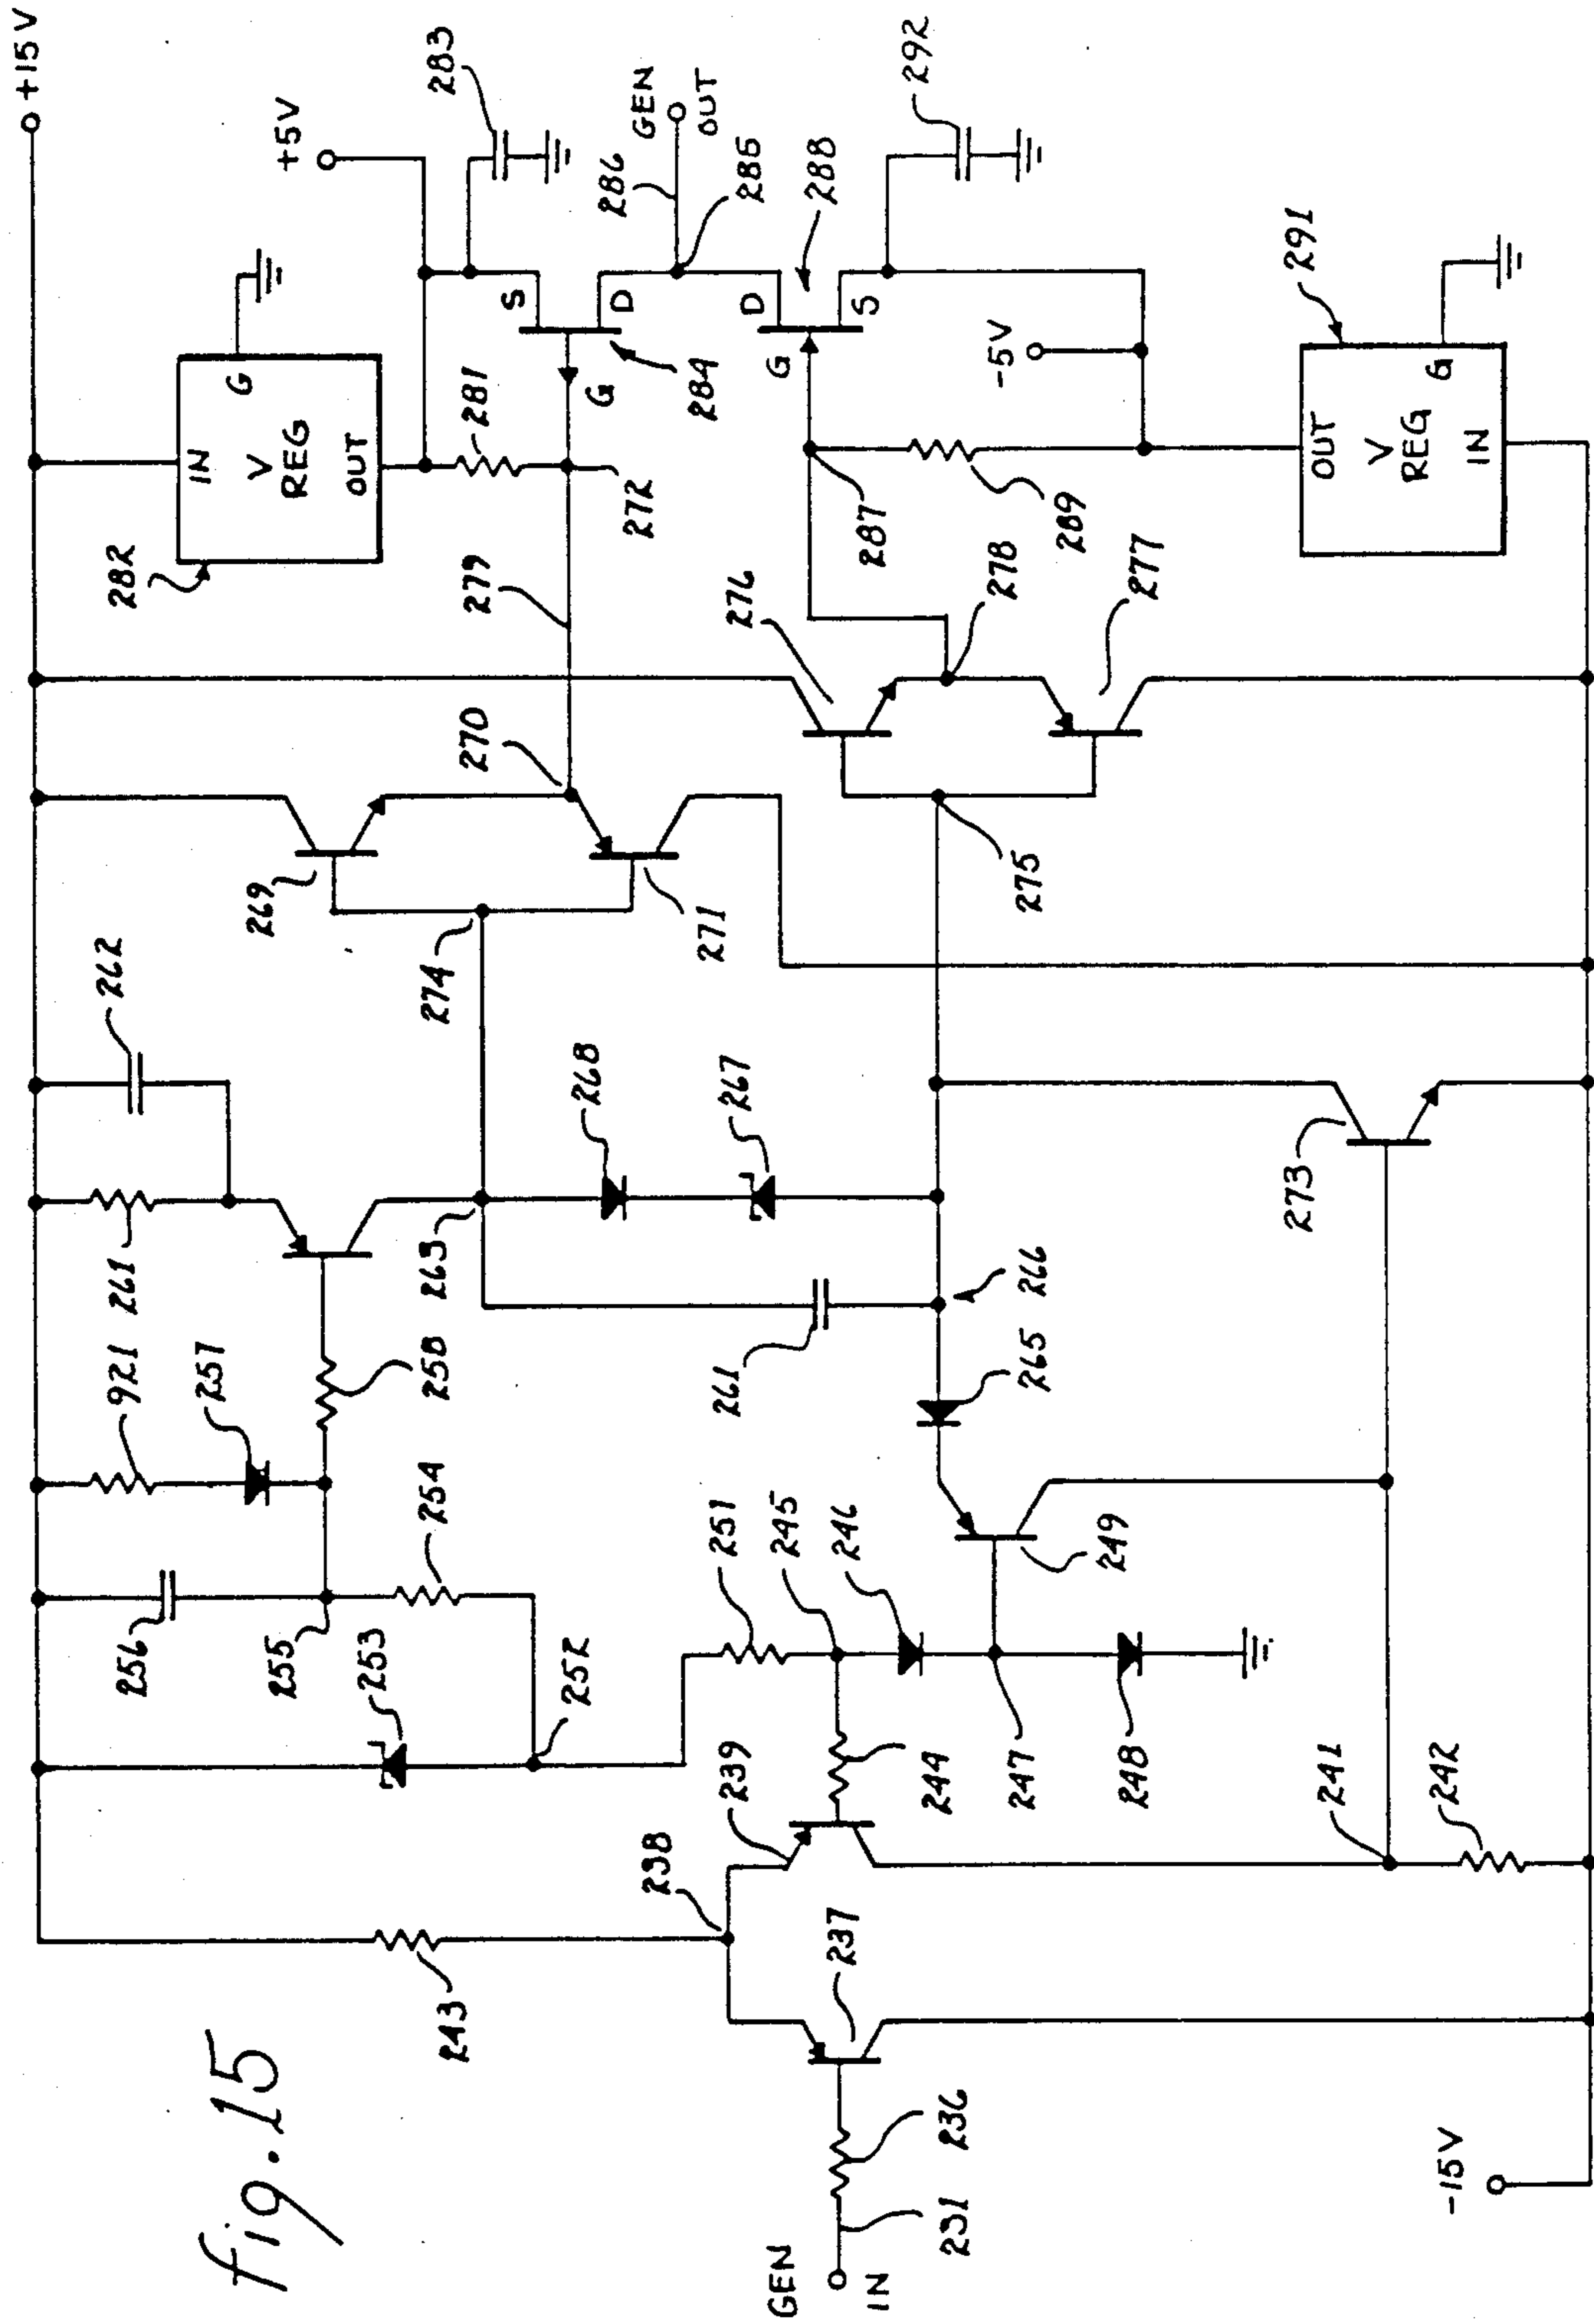 fig.15
+15V
+5V
283
GEN
OUT
286
285
288
292
-5V
291
IN
V
REG
OUT
G
282
281
S
D
G
284
272
279
287
289
D
G
S
OUT
V
REG
IN
G
276
278
277
270
269
271
274
275
262
268
267
263
273
261
921
257
258
261
266
265
256
255
254
253
252
251
245
246
249
247
248
244
239
238
241
242
243
237
236
231
GEN
IN
-15V